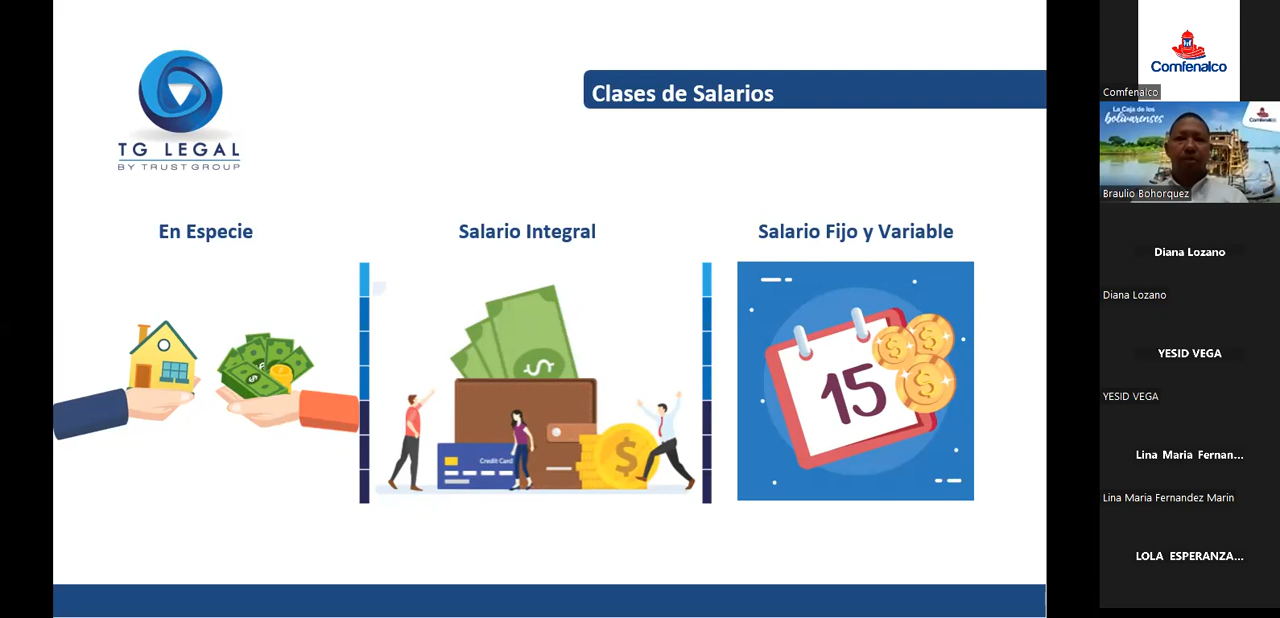 TG LEGAL
BY TRUSTGROUP
Clases de Salarios
En Especie
Salario Integral
Salario Fijo y Variable
Credit Card
15
Comfenalco
Comfenalco
La Caja de los
bolivarenses
Comfenalco
Braulio Bohorquez
Diana Lozano
Diana Lozano
YESID VEGA
YESID VEGA
Lina Maria Fernan...
Lina Maria Fernandez Marin
LOLA ESPERANZA...